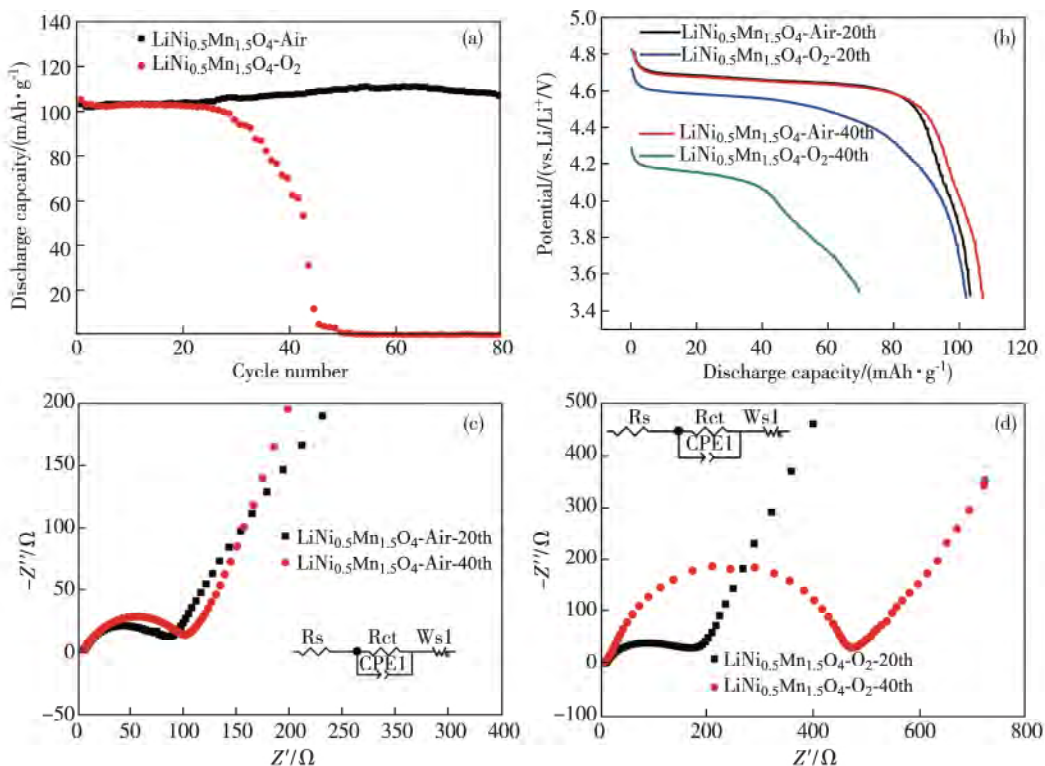 140
120
100
80
60
40
20
0
20
40
60
80
Discharge capcaity/(mAh·g⁻¹)
Cycle number
LiNi₀.₅Mn₁.₅O₄-Air
LiNi₀.₅Mn₁.₅O₄-O₂
(a)
5.0
4.8
4.6
4.4
4.2
4.0
3.8
3.6
3.4
0
20
40
60
80
100
120
Potential/(vs.Li/Li⁺/V)
Discharge capacity/(mAh·g⁻¹)
LiNi₀.₅Mn₁.₅O₄-Air-20th
LiNi₀.₅Mn₁.₅O₄-O₂-20th
LiNi₀.₅Mn₁.₅O₄-Air-40th
LiNi₀.₅Mn₁.₅O₄-O₂-40th
(b)
200
150
100
50
0
-50
0
50
100
150
200
250
300
350
400
-Z″/Ω
Z′/Ω
LiNi₀.₅Mn₁.₅O₄-Air-20th
LiNi₀.₅Mn₁.₅O₄-Air-40th
Rs
Rct
Ws1
CPE1
(c)
500
400
300
200
100
0
-100
0
200
400
600
800
-Z″/Ω
Z′/Ω
Rs
Rct
Ws1
CPE1
LiNi₀.₅Mn₁.₅O₄-O₂-20th
LiNi₀.₅Mn₁.₅O₄-O₂-40th
(d)